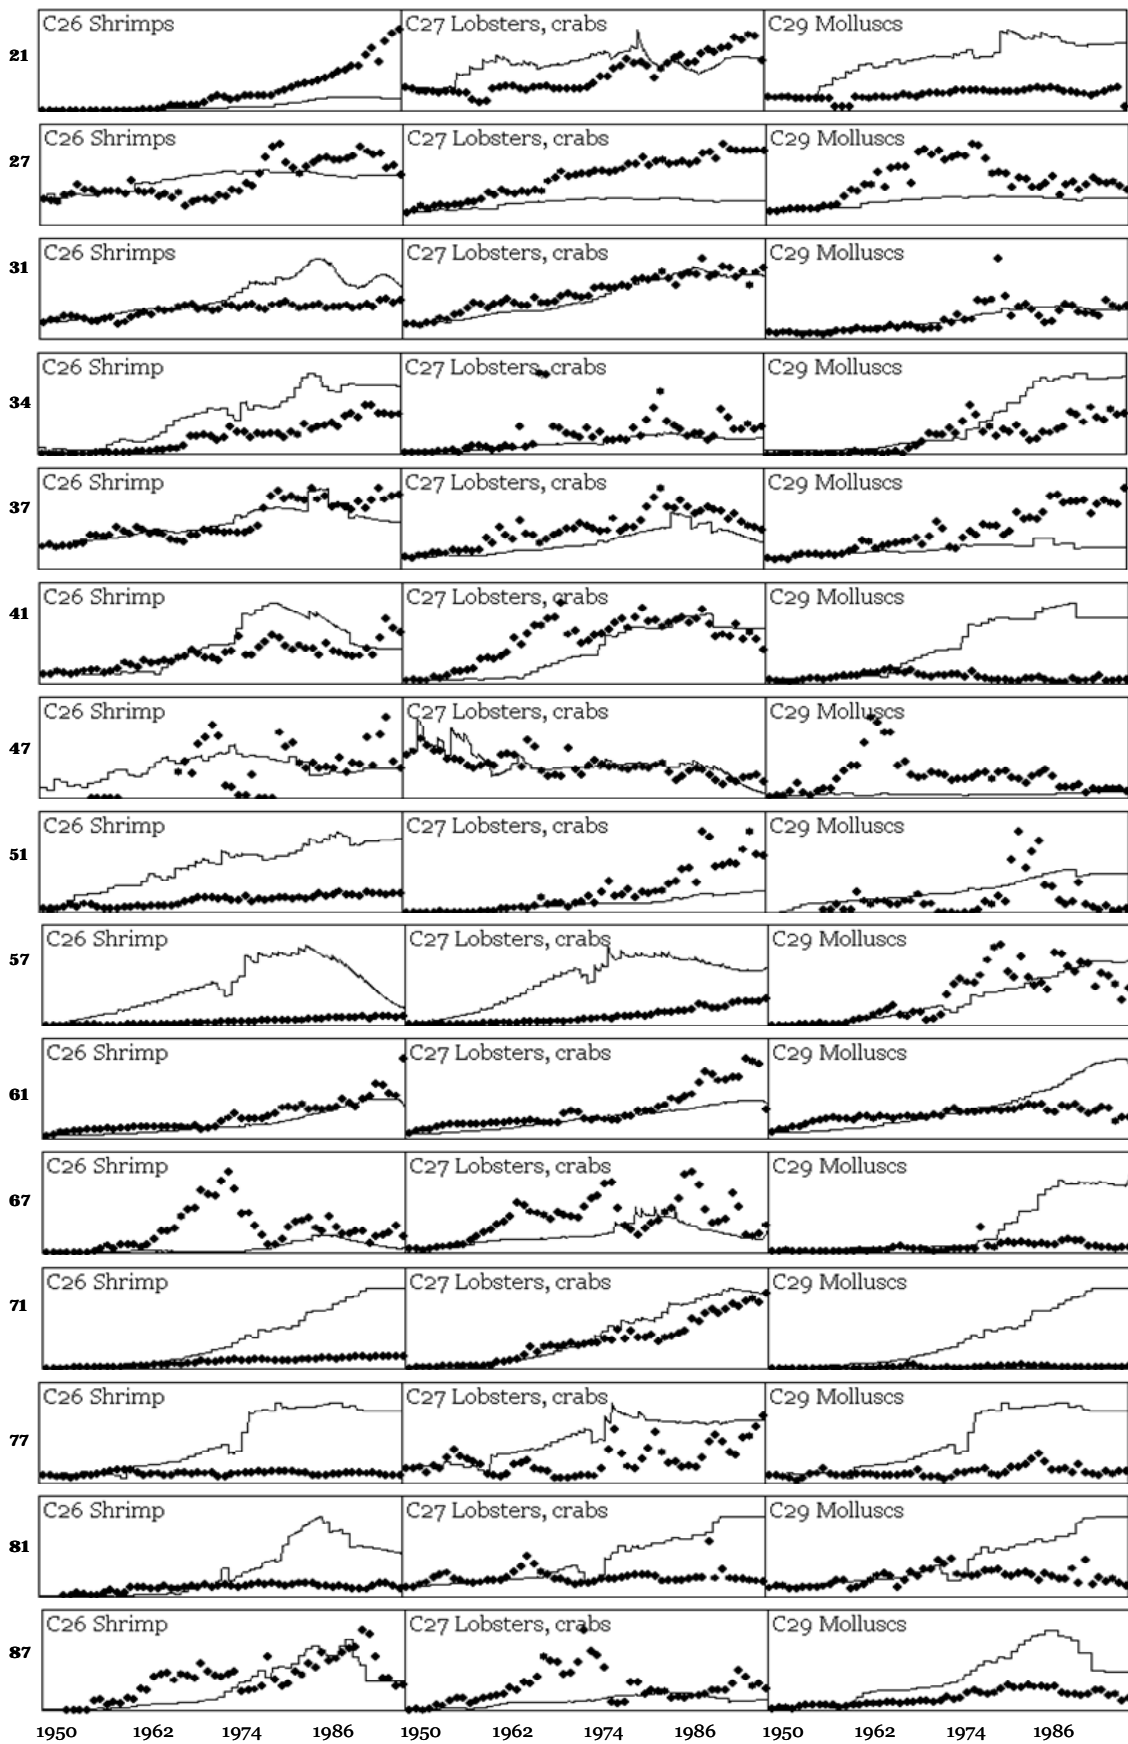 C26 Shrimps C27 Lobsters, crabs C29 Molluscs
21
C26 Shrimps C27 Lobsters, crabs C29 Molluscs
27
C26 Shrimps C27 Lobsters, crabs C29 Molluscs
31
C26 Shrimp C27 Lobsters, crabs C29 Molluscs
34
C26 Shrimp C27 Lobsters, crabs C29 Molluscs
37
C26 Shrimp C27 Lobsters, crabs C29 Molluscs
41
C26 Shrimp C27 Lobsters, crabs C29 Molluscs
47
C26 Shrimp C27 Lobsters, crabs C29 Molluscs
51
C26 Shrimp C27 Lobsters, crabs C29 Molluscs
57
C26 Shrimp C27 Lobsters, crabs C29 Molluscs
61
C26 Shrimp C27 Lobsters, crabs C29 Molluscs
67
C26 Shrimp C27 Lobsters, crabs C29 Molluscs
71
C26 Shrimp C27 Lobsters, crabs C29 Molluscs
77
C26 Shrimp C27 Lobsters, crabs C29 Molluscs
81
C26 Shrimp C27 Lobsters, crabs C29 Molluscs
87
1950 1962 1974 1986 1950 1962 1974 1986 1950 1962 1974 1986